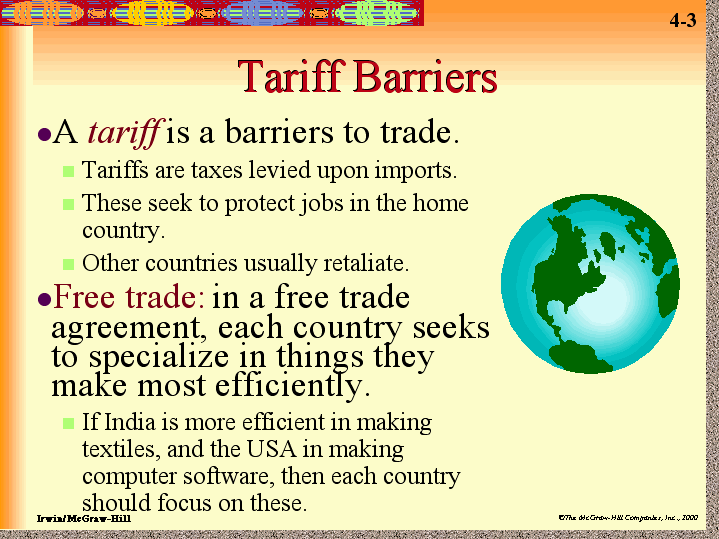 4-3
Tariff Barriers
A tariff is a barriers to trade.
Tariffs are taxes levied upon imports.
These seek to protect jobs in the home
country.
Other countries usually retaliate.
Free trade: in a free trade
agreement, each country seeks
to specialize in things they
make most efficiently.
If India is more efficient in making
textiles, and the USA in making
computer software, then each country
should focus on these.
Irwin/McGraw-Hill
©The McGraw-Hill Companies, Inc., 2000